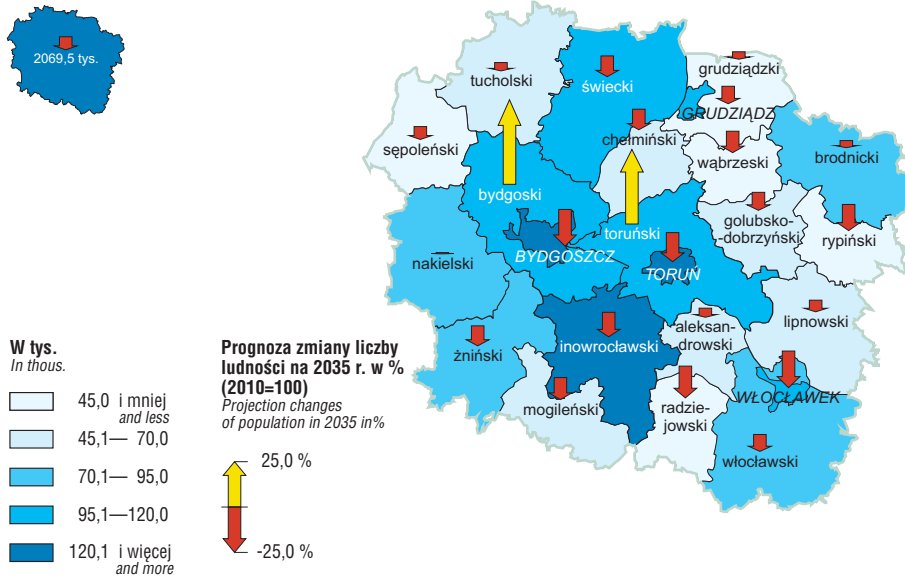 2069,5 tys.
tucholski
świecki
grudziądzki
GRUDZIĄDZ
chełmiński
sępoleński
wąbrzeski
brodnicki
bydgoski
golubsko-
-dobrzyński
rypiński
toruński
BYDGOSZCZ
TORUŃ
nakielski
lipnowski
aleksan-
drowski
żniński
inowrocławski
WŁOCŁAWEK
mogileński
radzie-
jowski
włocławski
W tys.
In thous.
45,0 i mniej
and less
45,1— 70,0
70,1— 95,0
95,1—120,0
120,1 i więcej
and more
Prognoza zmiany liczby
ludności na 2035 r. w %
(2010=100)
Projection changes
of population in 2035 in%
25,0 %
-25,0 %